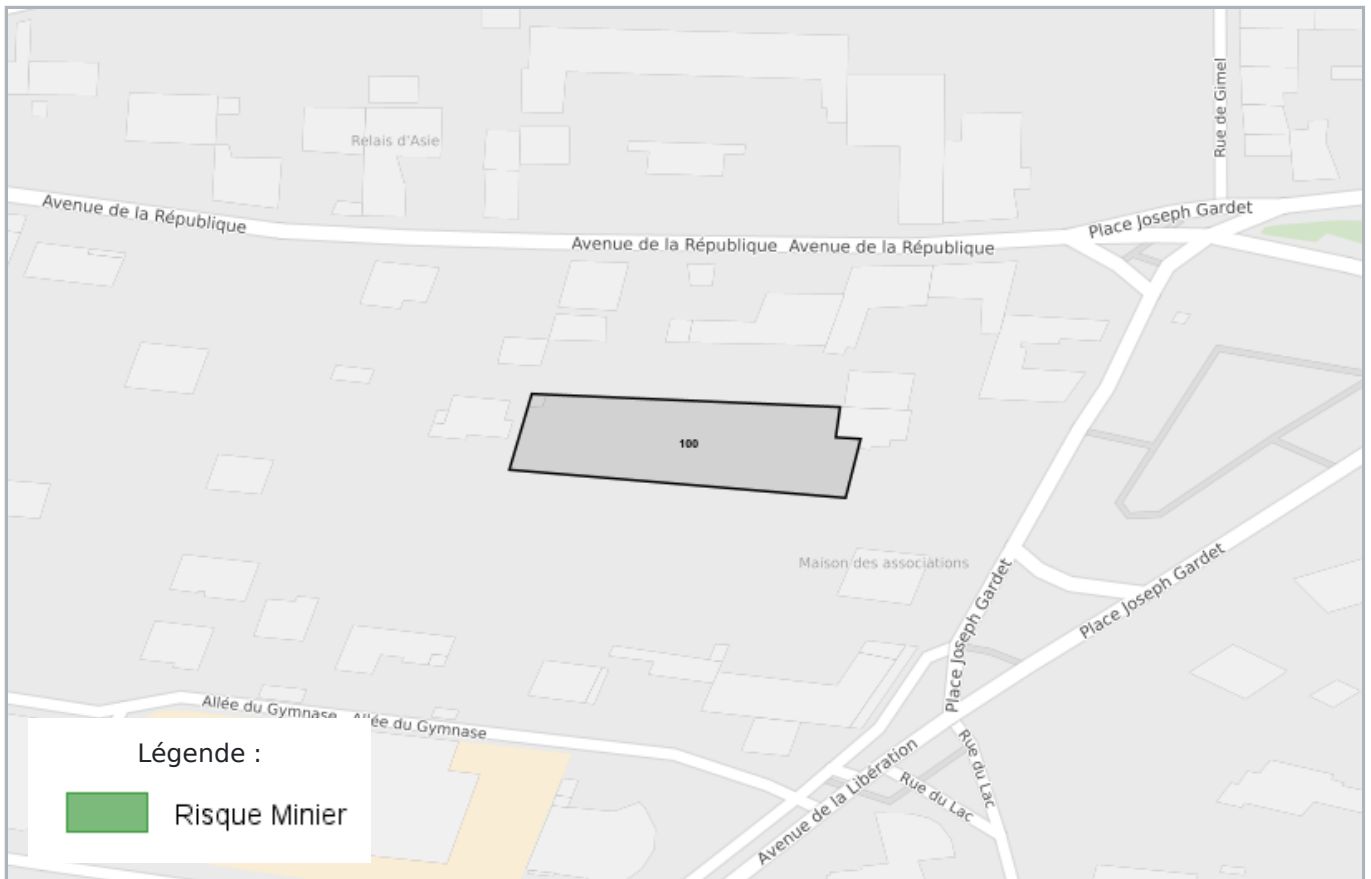 Rue de Gimel
Relais d'Asie
Avenue de la République
Place Joseph Gardet
Avenue de la République
Avenue de la République
100
Maison des associations
Place Joseph Gardet
Place Joseph Gardet
Allée du Gymnase
Allée du Gymnase
Avenue de la Libération
Rue du Lac
Rue du Lac
Légende :
Risque Minier